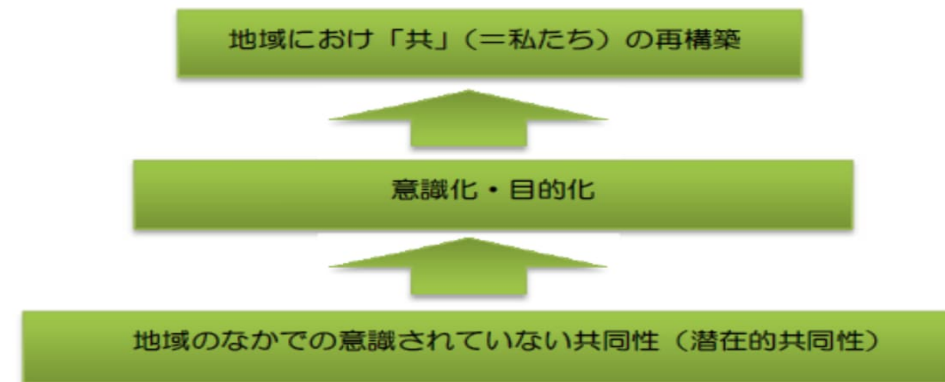 地域におけ「共」（＝私たち）の再構築
意識化・目的化
地域のなかでの意識されていない共同性（潜在的共同性）